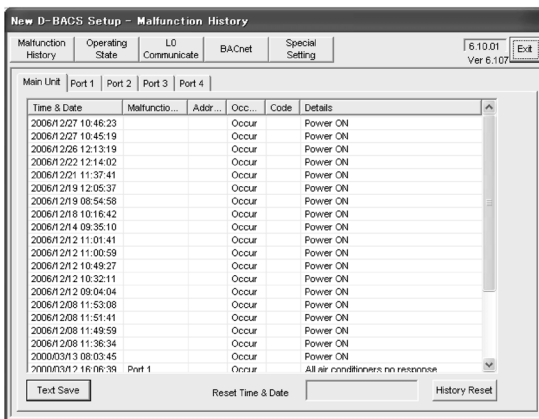 New D-BACS Setup - Malfunction History
Malfunction History
Operating State
L0 Communicate
BACnet
Special Setting
6.10.01
Ver 6.107
Exit
Main Unit Port 1 Port 2 Port 3 Port 4
Time & Date Malfunctio... Addr... Occ... Code Details
2006/12/27 10:46:23 Occur Power ON
2006/12/27 10:45:19 Occur Power ON
2006/12/26 12:13:19 Occur Power ON
2006/12/22 12:14:02 Occur Power ON
2006/12/21 11:37:41 Occur Power ON
2006/12/19 12:05:37 Occur Power ON
2006/12/19 08:54:58 Occur Power ON
2006/12/18 10:16:42 Occur Power ON
2006/12/14 09:35:10 Occur Power ON
2006/12/12 11:01:41 Occur Power ON
2006/12/12 11:00:59 Occur Power ON
2006/12/12 10:49:27 Occur Power ON
2006/12/12 10:32:11 Occur Power ON
2006/12/12 09:04:04 Occur Power ON
2006/12/08 11:53:08 Occur Power ON
2006/12/08 11:51:41 Occur Power ON
2006/12/08 11:49:59 Occur Power ON
2006/12/08 11:36:34 Occur Power ON
2000/03/13 08:03:45 Occur Power ON
2000/03/12 16:06:39 Port 1 Occur All air conditioners no response
Text Save Reset Time & Date History Reset